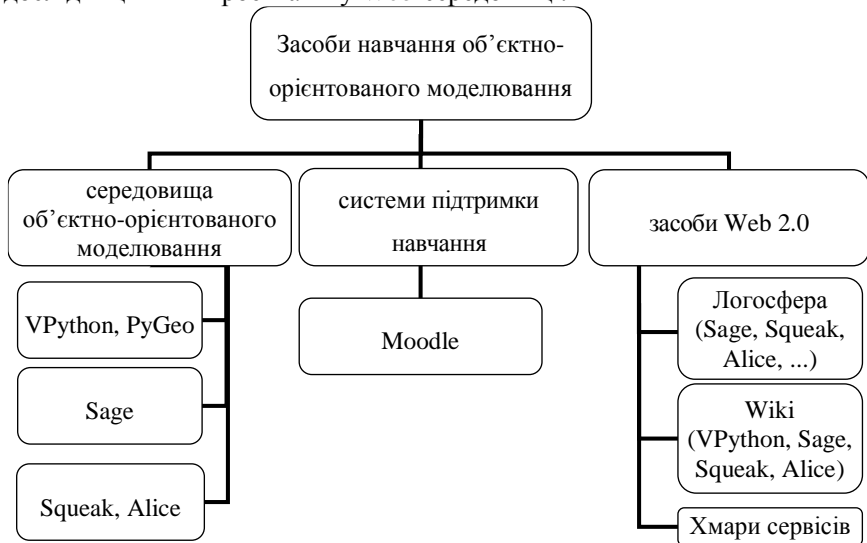 Засоби навчання об’єктно-
орієнтованого моделювання
середовища
об’єктно-орієнтованого
моделювання
VPython, PyGeo
Sage
Squeak, Alice
системи підтримки
навчання
Moodle
засоби Web 2.0
Логосфера
(Sage, Squeak,
Alice, ...)
Wiki
(VPython, Sage,
Squeak, Alice)
Хмари сервісів